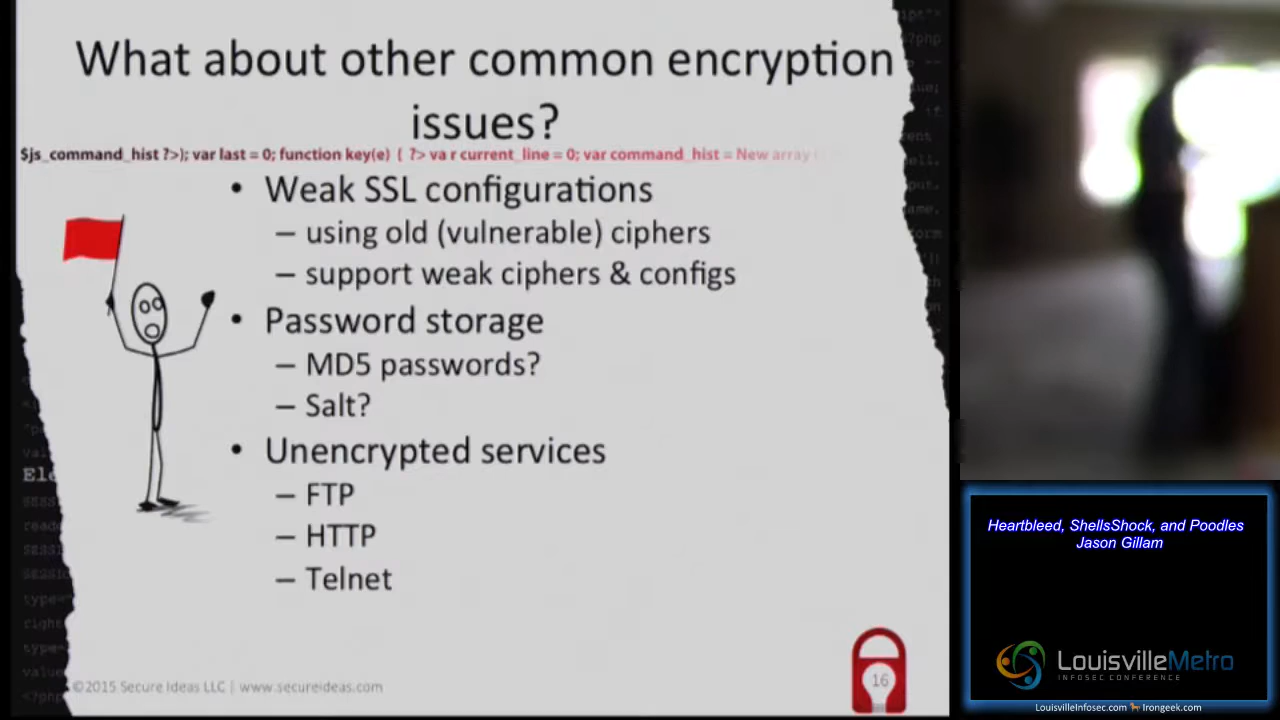 What about other common encryption
issues?
$js_command_hist ?>); var last = 0; function key(e) { ?> va r current_line = 0; var command_hist = New array
• Weak SSL configurations
– using old (vulnerable) ciphers
– support weak ciphers & configs
• Password storage
– MD5 passwords?
– Salt?
• Unencrypted services
– FTP
– HTTP
– Telnet
©2015 Secure Ideas LLC | www.secureideas.com
16
Heartbleed, ShellsShock, and Poodles
Jason Gillam
LouisvilleMetro
INFOSEC CONFERENCE
LouisvilleInfosec.com Irongeek.com